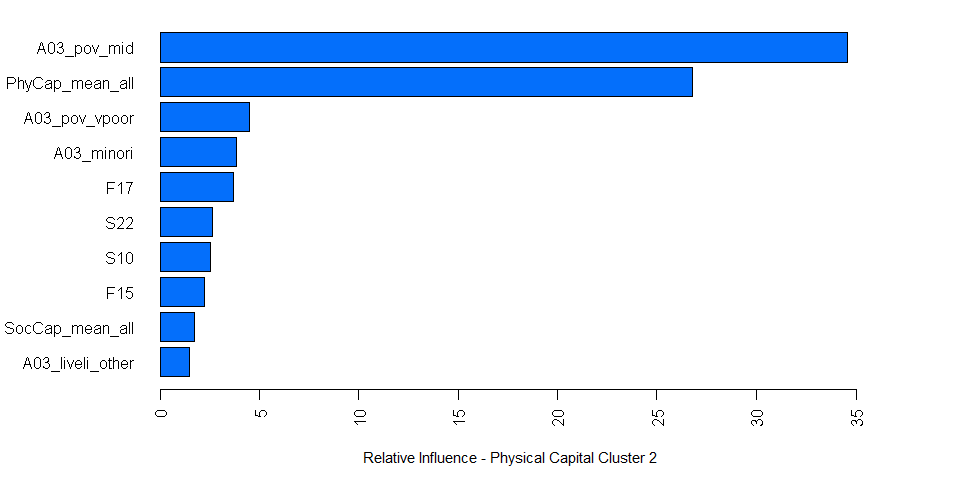 A03_pov_mid
PhyCap_mean_all
A03_pov_vpoor
A03_minori
F17
S22
S10
F15
SocCap_mean_all
A03_liveli_other
0 5 10 15 20 25 30 35
Relative Influence - Physical Capital Cluster 2